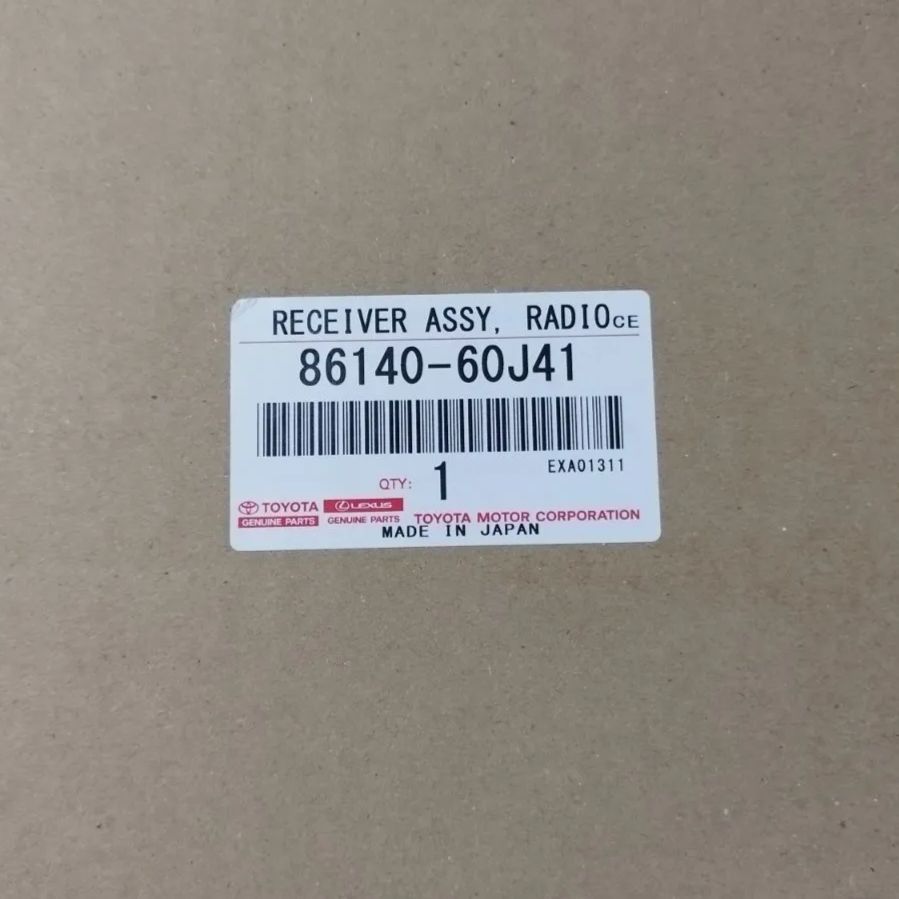 RECEIVER ASSY, RADIO CE
86140-60J41
EXA01311
QTY: 1
TOYOTA
GENUINE PARTS
LEXUS
GENUINE PARTS
TOYOTA MOTOR CORPORATION
MADE IN JAPAN